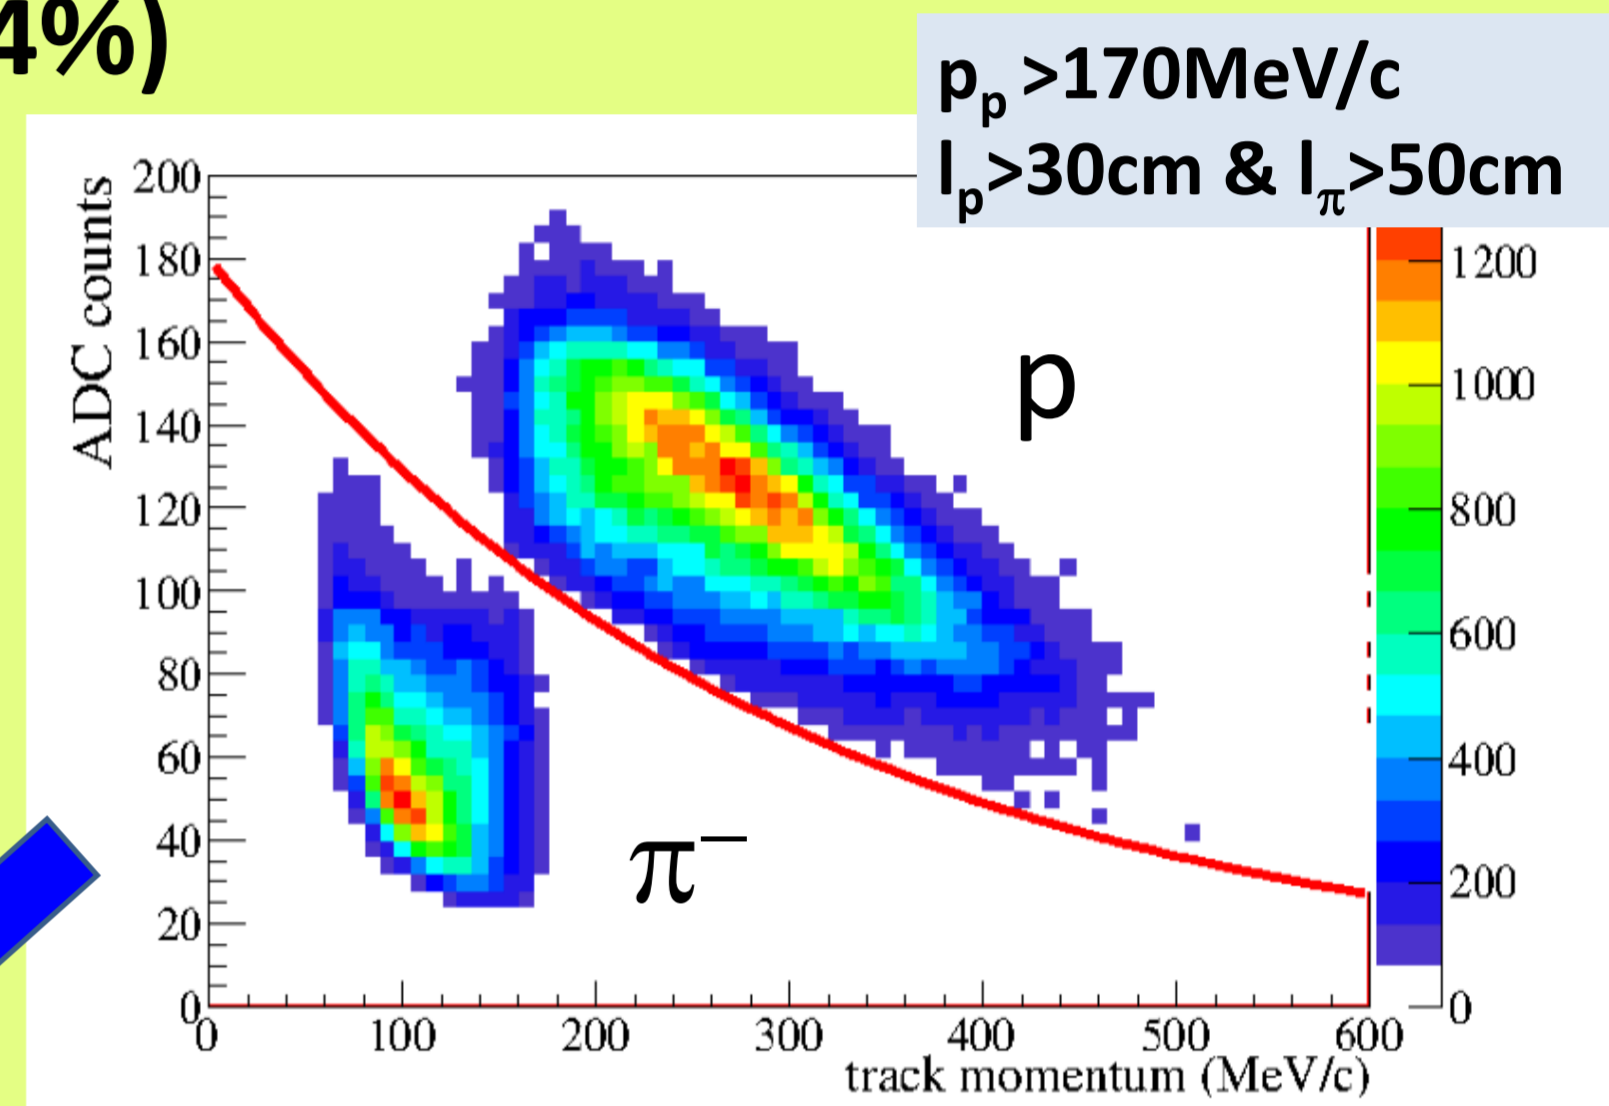 4%)
pp >170MeV/c
lp>30cm & lπ>50cm
ADC counts
200
180
160
140
120
100
80
60
40
20
0
p
π−
0 100 200 300 400 500 600
track momentum (MeV/c)
1200
1000
800
600
400
200
0